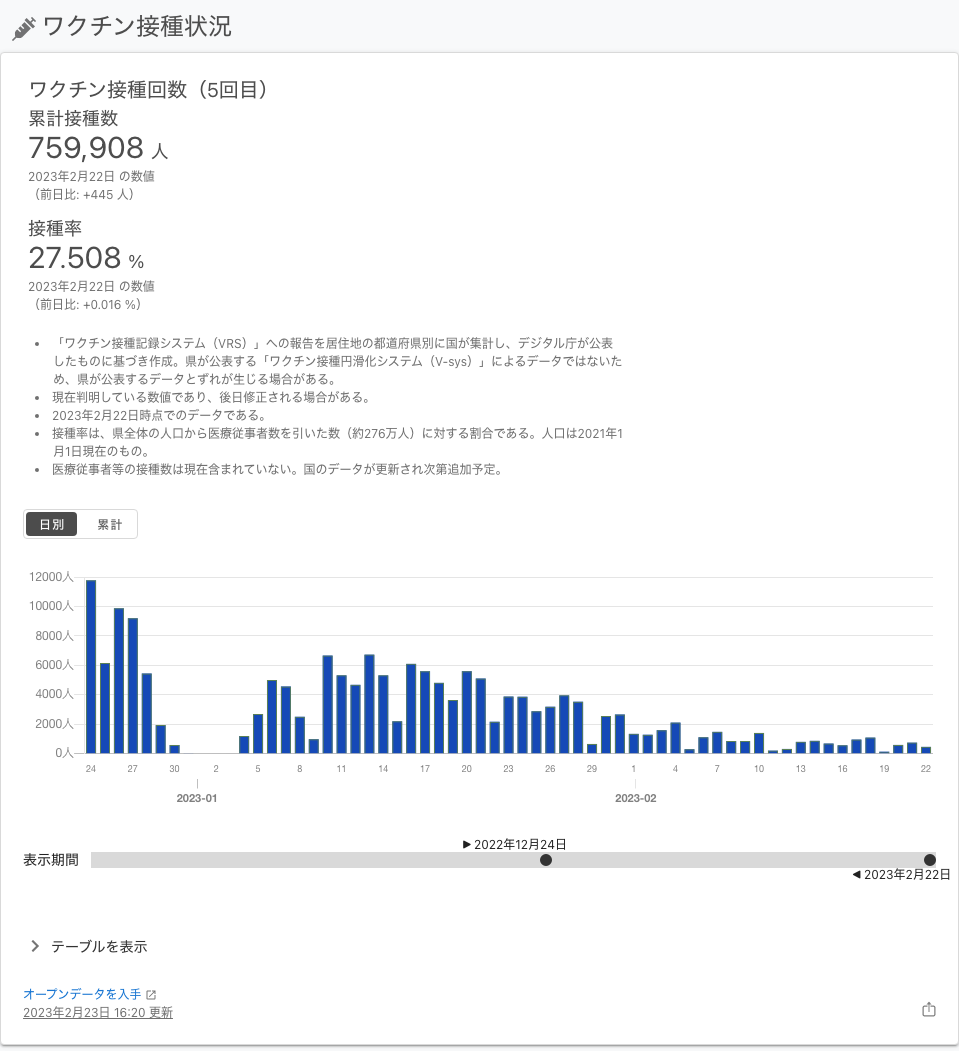 ワクチン接種状況
ワクチン接種回数（5回目）
累計接種数
759,908 人
2023年2月22日 の数値
（前日比: +445 人）
接種率
27.508 %
2023年2月22日 の数値
（前日比: +0.016 %）
• 「ワクチン接種記録システム（VRS）」への報告を居住地の都道府県別に国が集計し、デジタル庁が公表
したものに基づき作成。県が公表する「ワクチン接種円滑化システム（V-sys）」によるデータではないた
め、県が公表するデータとずれが生じる場合がある。
• 現在判明している数値であり、後日修正される場合がある。
• 2023年2月22日時点でのデータである。
• 接種率は、県全体の人口から医療従事者数を引いた数（約276万人）に対する割合である。人口は2021年1
月1日現在のもの。
• 医療従事者等の接種数は現在含まれていない。国のデータが更新され次第追加予定。
日別 累計
12000人
10000人
8000人
6000人
4000人
2000人
0人
24 27 30 2 5 8 11 14 17 20 23 26 29 1 4 7 10 13 16 19 22
2023-01 2023-02
▶ 2022年12月24日
表示期間
◀ 2023年2月22日
テーブルを表示
オープンデータを入手
2023年2月23日 16:20 更新